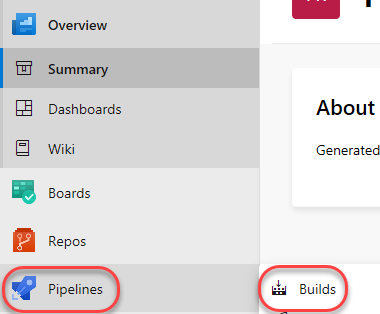 Overview
Summary
Dashboards
Wiki
Boards
Repos
Pipelines
Builds
About
Generated